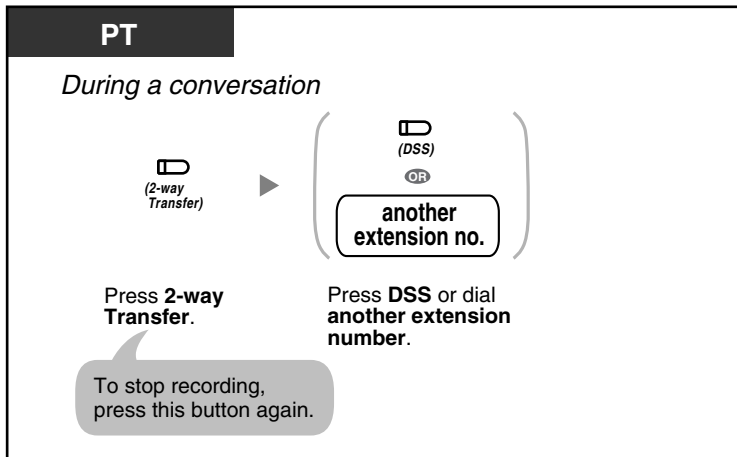 PT
During a conversation
(2-way
Transfer)
(DSS)
OR
another
extension no.
Press 2-way
Transfer.
Press DSS or dial
another extension
number.
To stop recording,
press this button again.